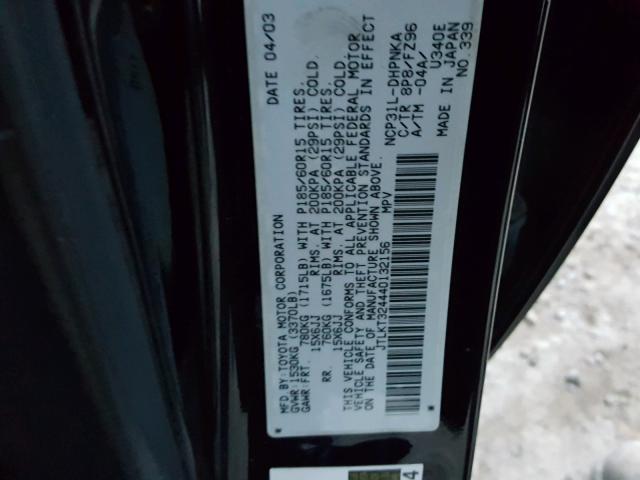 MFD.BY:TOYOTA MOTOR CORPORATION DATE 04/03
GVWR:1530KG (3370LB)
GAWR:FRT. 780KG (1715LB) WITH P185/60R15 TIRES.
15X6JJ RIMS. AT 200KPA (29PSI) COLD.
RR. 760KG (1675LB) WITH P185/60R15 TIRES.
15X6JJ RIMS. AT 200KPA (29PSI) COLD.
THIS VEHICLE CONFORMS TO ALL APPLICABLE FEDERAL MOTOR
VEHICLE SAFETY AND THEFT PREVENTION STANDARDS IN EFFECT
ON THE DATE OF MANUFACTURE SHOWN ABOVE.
JTLKT324440132156 NCP31L-DHPNKA
MPV C/TR 8P8/FZ96
A/TM -04A/ U340E
MADE IN JAPAN
NO.339
4